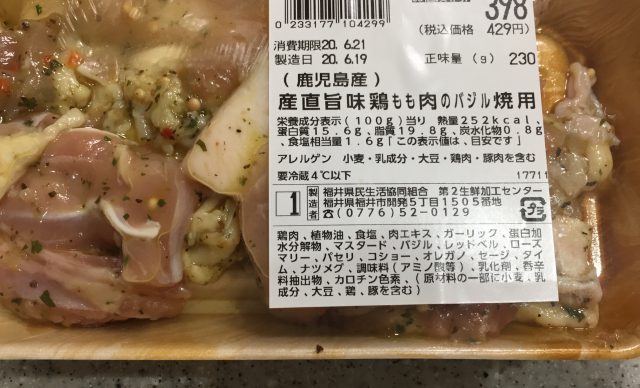 398
0233177104299
(税込価格 429円)
消費期限20. 6.21
製造日 20. 6.19 正味量(g) 230
(鹿児島産)
産直旨味鶏もも肉のバジル焼用
栄養成分表示(100g)当り 熱量252kcal、
蛋白質15.6g、脂質19.8g、炭水化物0.8g
、食塩相当量1.6g「この表示値は、目安です」
アレルゲン 小麦・乳成分・大豆・鶏肉・豚肉を含む
要冷蔵4℃以下 17711
1 製造者 福井県民生活協同組合 第2生鮮加工センター
福井県福井市開発5丁目1505番地
(0776)52-0129
プラ
鶏肉、植物油、食塩、肉エキス、ガーリック、蛋白加
水分解物、マスタード、バジル、レッドベル、ローズ
マリー、パセリ、コショー、オレガノ、セージ、タイ
ム、ナツメグ、調味料(アミノ酸等)、乳化剤、香辛
料抽出物、カロチン色素、(原材料の一部に小麦、乳
成分、大豆、鶏、豚を含む)